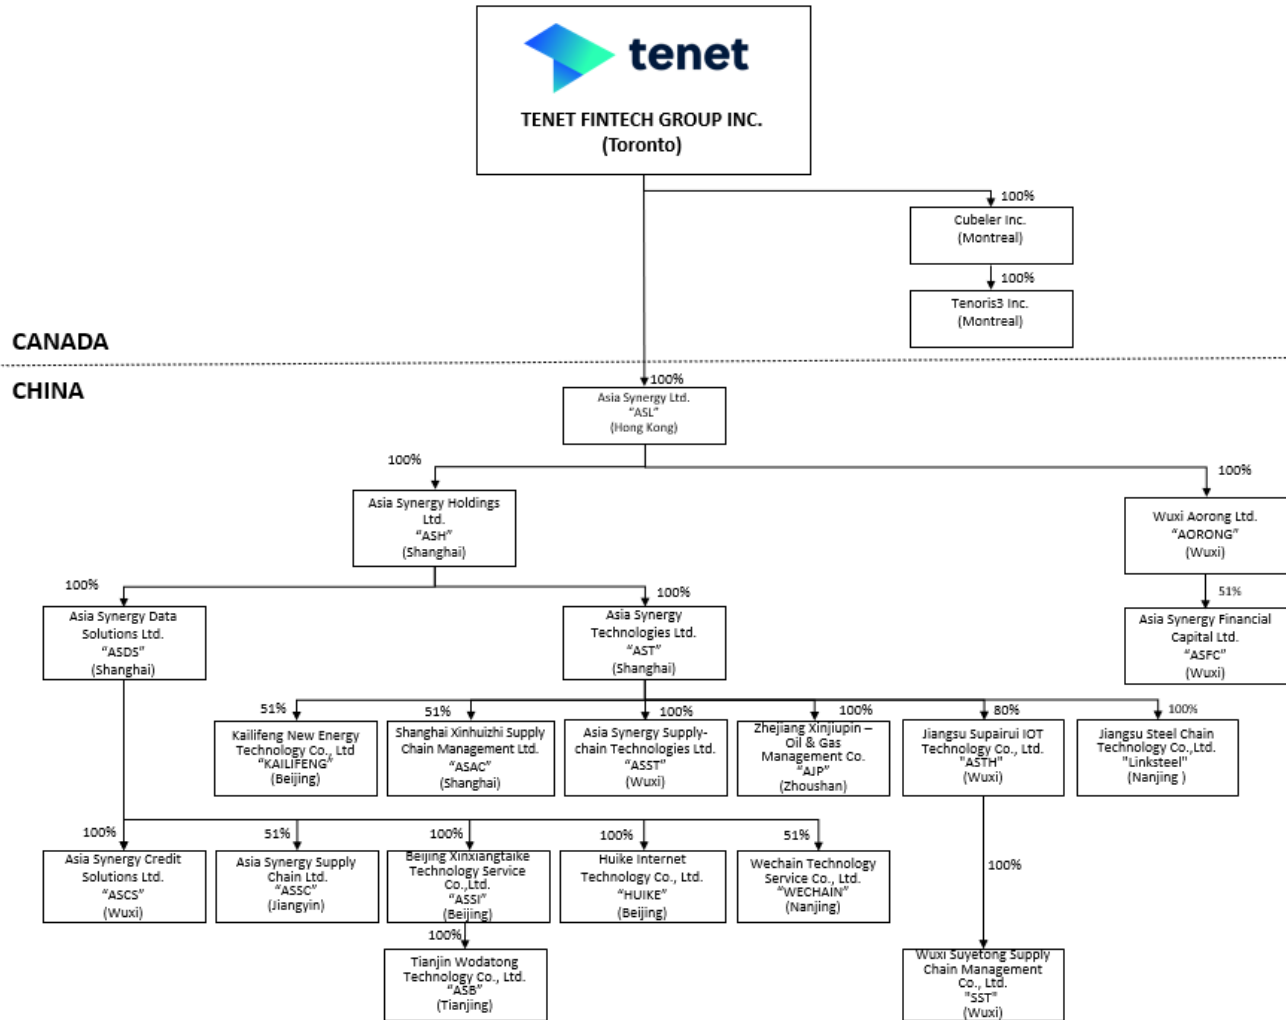 tenet
TENET FINTECH GROUP INC.
(Toronto)
100%
Cubeler Inc.
(Montreal)
100%
Tenoris3 Inc.
(Montreal)
CANADA
CHINA
100%
Asia Synergy Ltd.
“ASL”
(Hong Kong)
100%
100%
Asia Synergy Holdings
Ltd.
“ASH”
(Shanghai)
Wuxi Aorong Ltd.
“AORONG”
(Wuxi)
100%
100%
51%
Asia Synergy Data
Solutions Ltd.
“ASDS”
(Shanghai)
Asia Synergy
Technologies Ltd.
“AST”
(Shanghai)
Asia Synergy Financial
Capital Ltd.
“ASFC”
(Wuxi)
51%
51%
100%
100%
80%
100%
Kailifeng New Energy
Technology Co., Ltd
“KAILIFENG”
(Beijing)
Shanghai Xinhuizhi Supply
Chain Management Ltd.
“ASAC”
(Shanghai)
Asia Synergy Supply-
chain Technologies Ltd.
“ASST”
(Wuxi)
Zhejiang Xinjiupin –
Oil & Gas
Management Co.
“AJP”
(Zhoushan)
Jiangsu Supairui IOT
Technology Co., Ltd.
"ASTH"
(Wuxi)
Jiangsu Steel Chain
Technology Co.,Ltd.
"Linksteel"
(Nanjing )
100%
51%
100%
100%
51%
100%
Asia Synergy Credit
Solutions Ltd.
“ASCS”
(Wuxi)
Asia Synergy Supply
Chain Ltd.
“ASSC”
(Jiangyin)
Beijing Xinxiangtaike
Technology Service
Co.,Ltd.
“ASSI”
(Beijing)
Huike Internet
Technology Co., Ltd.
“HUIKE”
(Beijing)
Wechain Technology
Service Co., Ltd.
“WECHAIN”
(Nanjing)
100%
Tianjin Wodatong
Technology Co., Ltd.
“ASB”
(Tianjing)
Wuxi Suyetong Supply
Chain Management
Co., Ltd.
"SST"
(Wuxi)